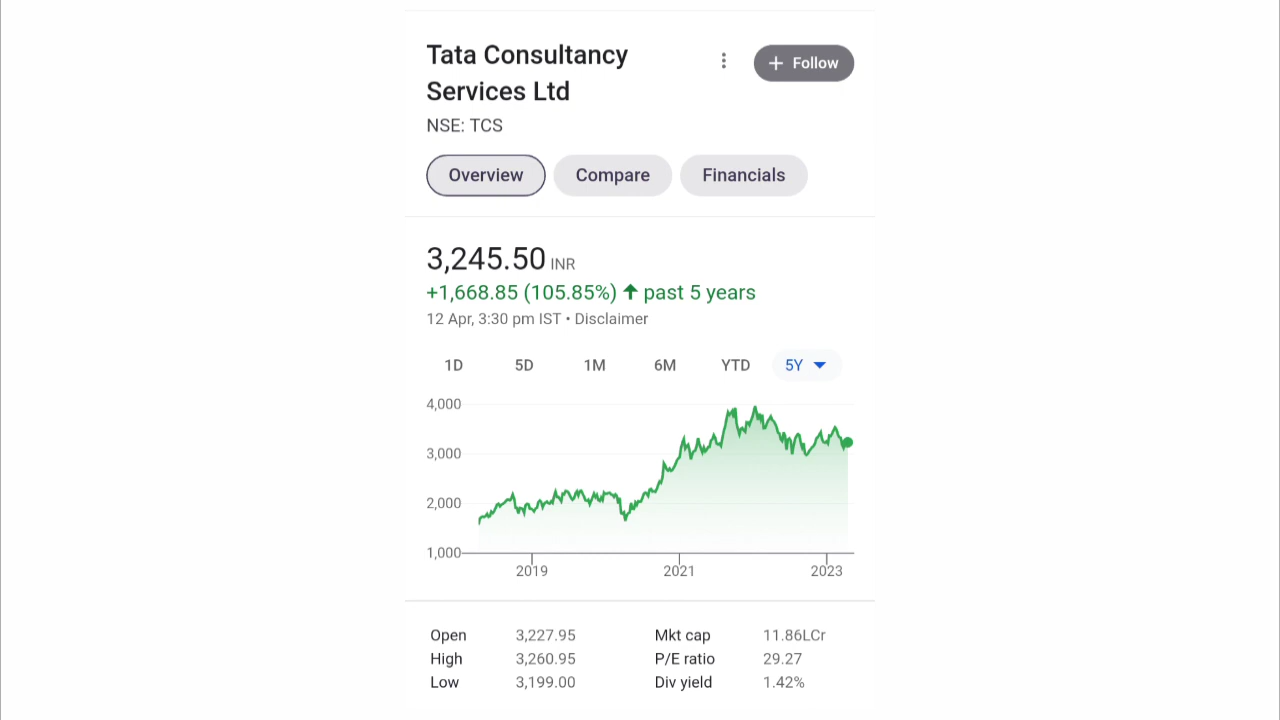 Tata Consultancy
Services Ltd
+ Follow
NSE: TCS
Overview Compare Financials
3,245.50 INR
+1,668.85 (105.85%) ↑ past 5 years
12 Apr, 3:30 pm IST • Disclaimer
1D 5D 1M 6M YTD 5Y
4,000
3,000
2,000
1,000
2019 2021 2023
Open 3,227.95 Mkt cap 11.86LCr
High 3,260.95 P/E ratio 29.27
Low 3,199.00 Div yield 1.42%